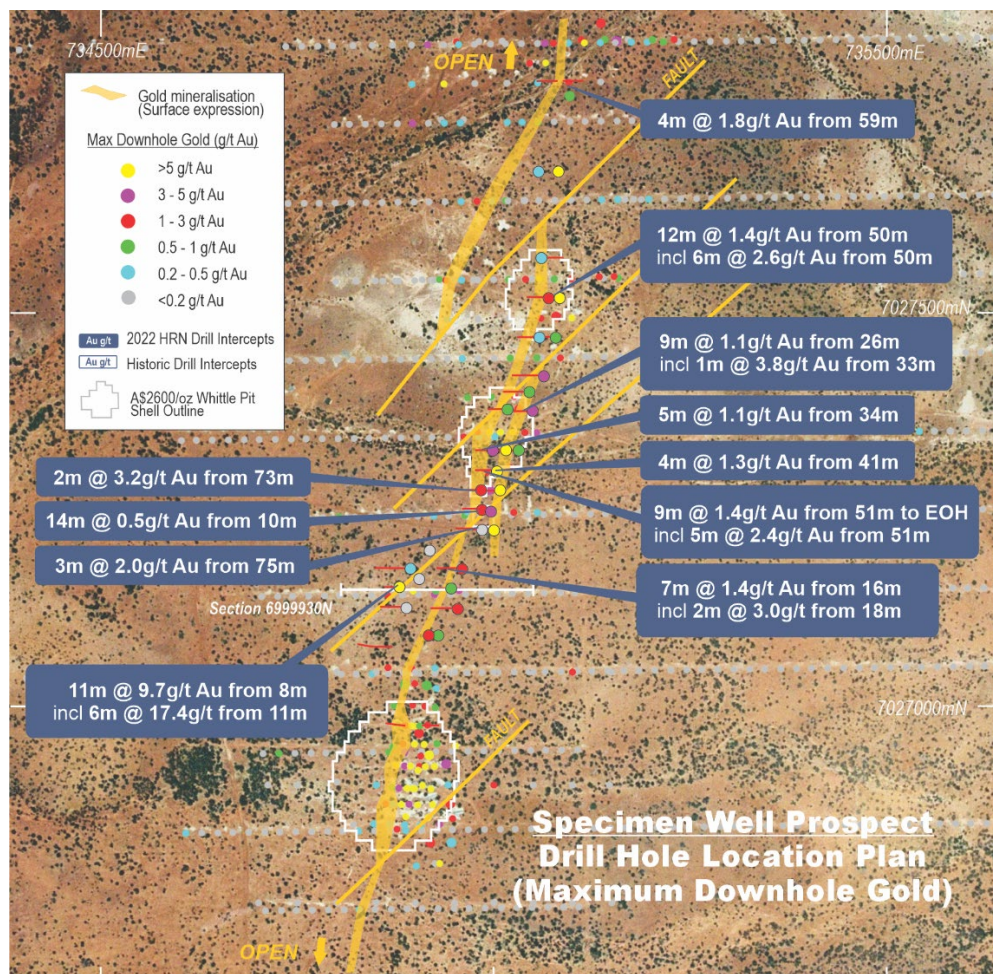 734500mE
735500mE
OPEN
FAULT
Gold mineralisation
(Surface expression)
Max Downhole Gold (g/t Au)
>5 g/t Au
3 - 5 g/t Au
1 - 3 g/t Au
0.5 - 1 g/t Au
0.2 - 0.5 g/t Au
<0.2 g/t Au
Au g/t 2022 HRN Drill Intercepts
Au g/t Historic Drill Intercepts
A$2600/oz Whittle Pit
Shell Outline
4m @ 1.8g/t Au from 59m
12m @ 1.4g/t Au from 50m
incl 6m @ 2.6g/t Au from 50m
7027500mN
9m @ 1.1g/t Au from 26m
incl 1m @ 3.8g/t Au from 33m
5m @ 1.1g/t Au from 34m
4m @ 1.3g/t Au from 41m
2m @ 3.2g/t Au from 73m
14m @ 0.5g/t Au from 10m
3m @ 2.0g/t Au from 75m
9m @ 1.4g/t Au from 51m to EOH
incl 5m @ 2.4g/t Au from 51m
7m @ 1.4g/t Au from 16m
incl 2m @ 3.0g/t from 18m
Section 6999930N
11m @ 9.7g/t Au from 8m
incl 6m @ 17.4g/t from 11m
7027000mN
FAULT
Specimen Well Prospect
Drill Hole Location Plan
(Maximum Downhole Gold)
OPEN